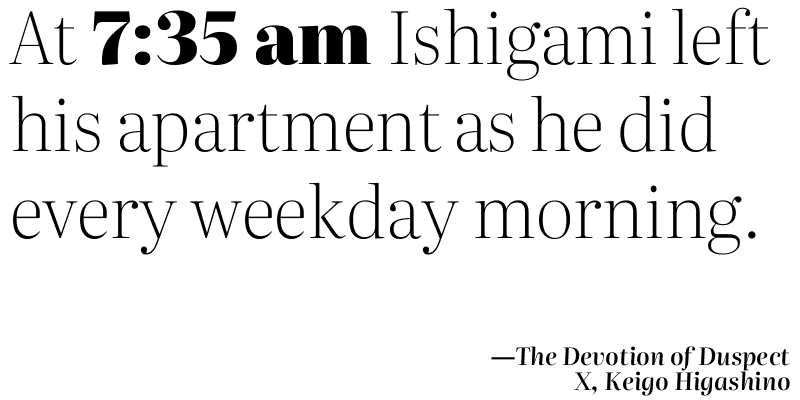 At 7:35 am Ishigami left
his apartment as he did
every weekday morning.
—The Devotion of Duspect
X, Keigo Higashino